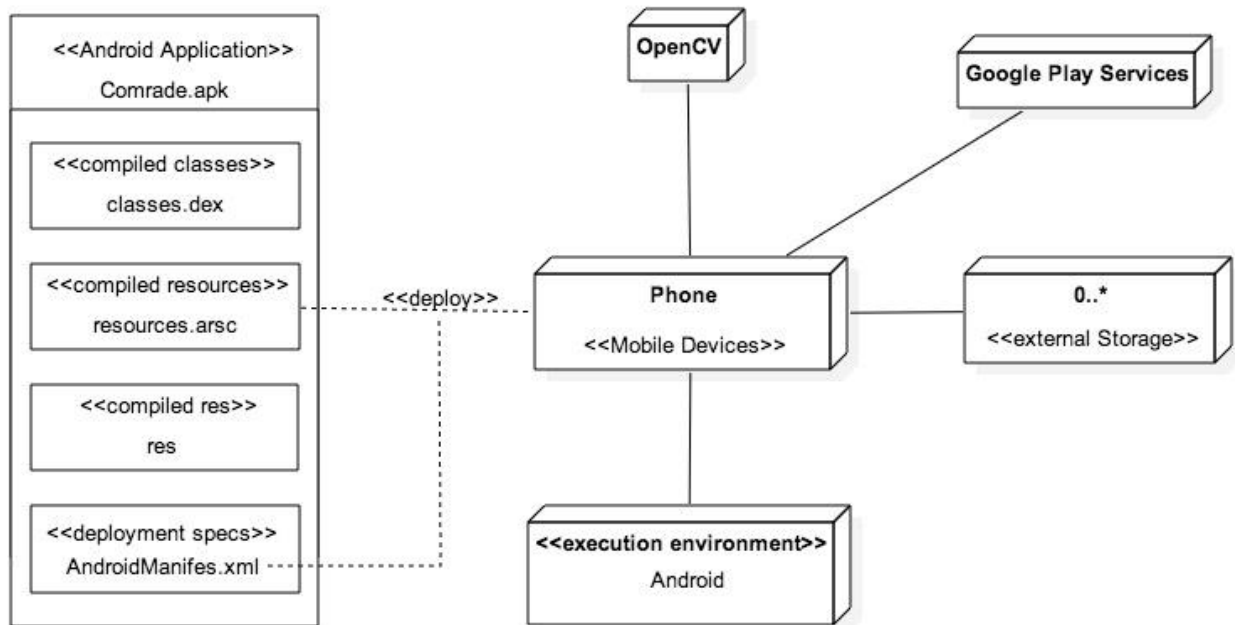 <<Android Application>>
Comrade.apk
<<compiled classes>>
classes.dex
<<compiled resources>>
resources.arsc
<<compiled res>>
res
<<deployment specs>>
AndroidManifes.xml
<<deploy>>
OpenCV
Google Play Services
Phone
<<Mobile Devices>>
0..*
<<external Storage>>
<<execution environment>>
Android